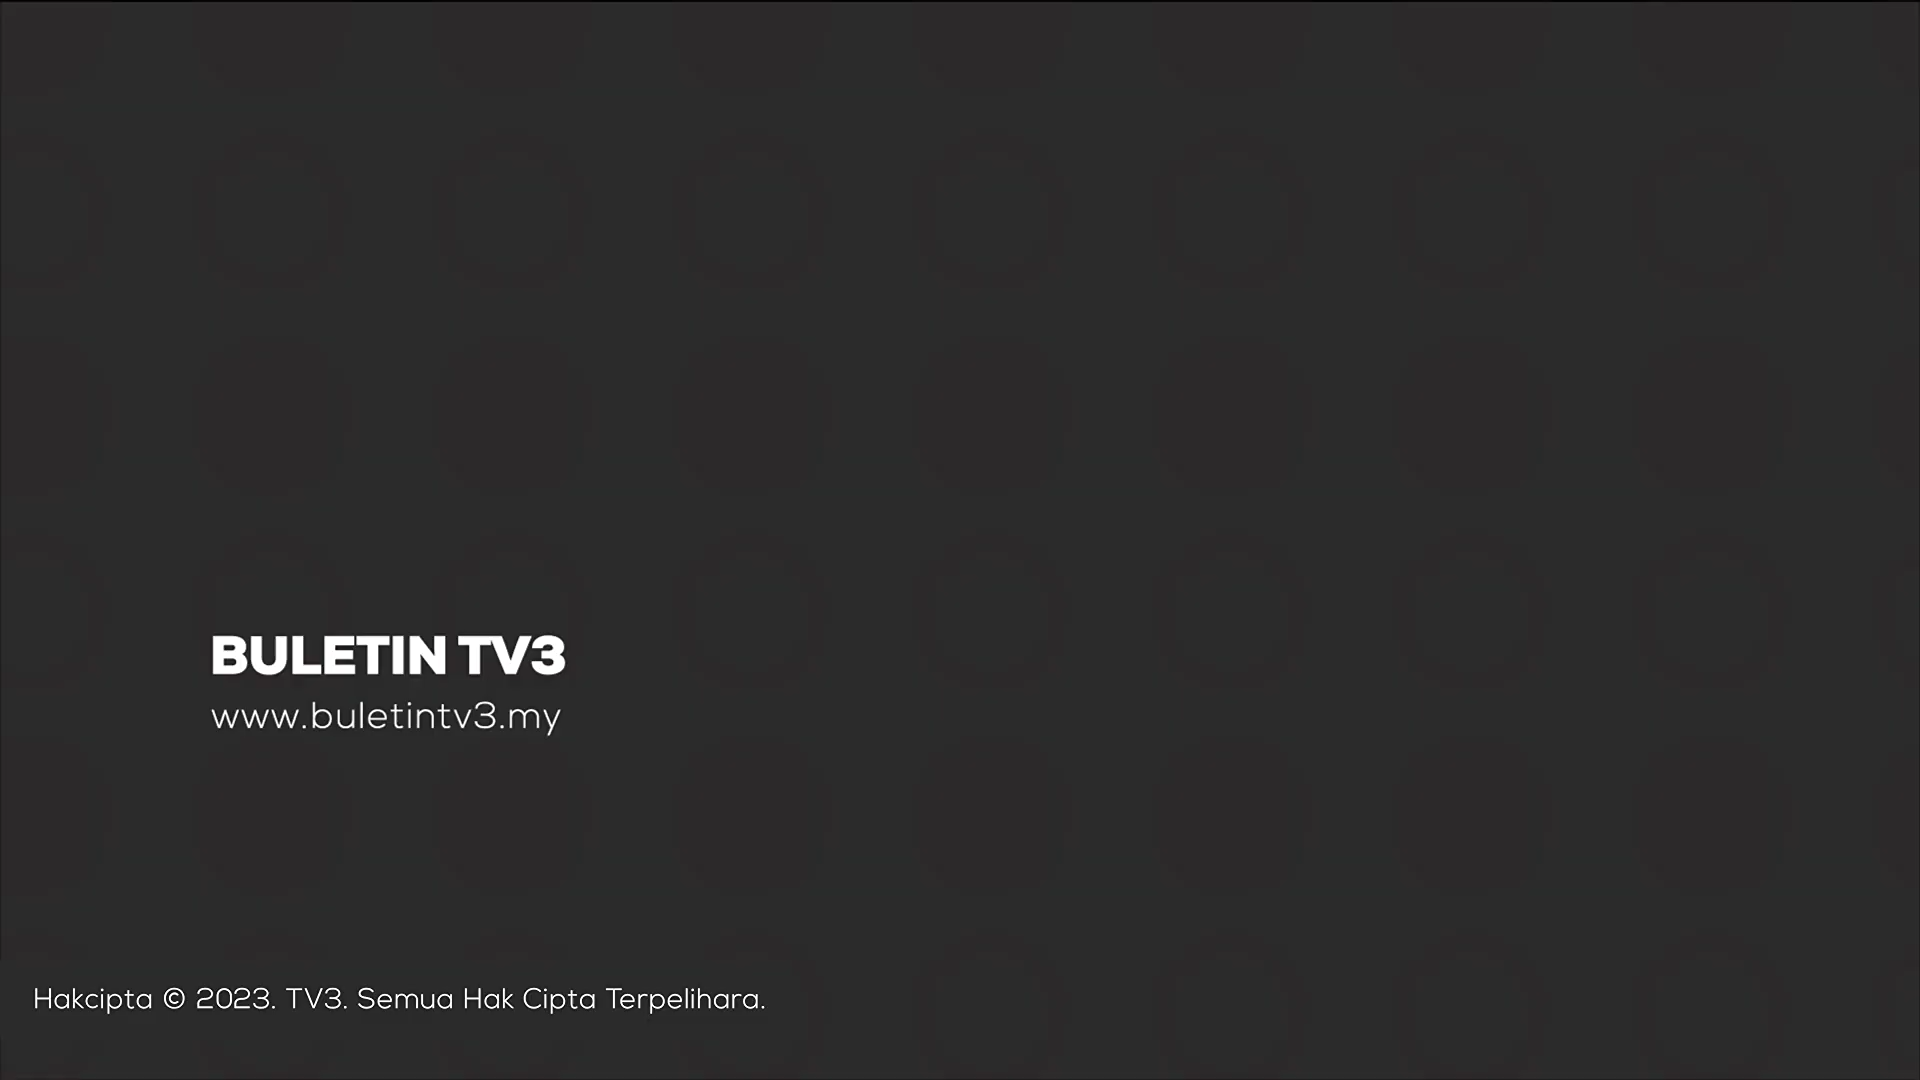 BULETIN TV3
www.buletintv3.my
Hakcipta © 2023. TV3. Semua Hak Cipta Terpelihara.